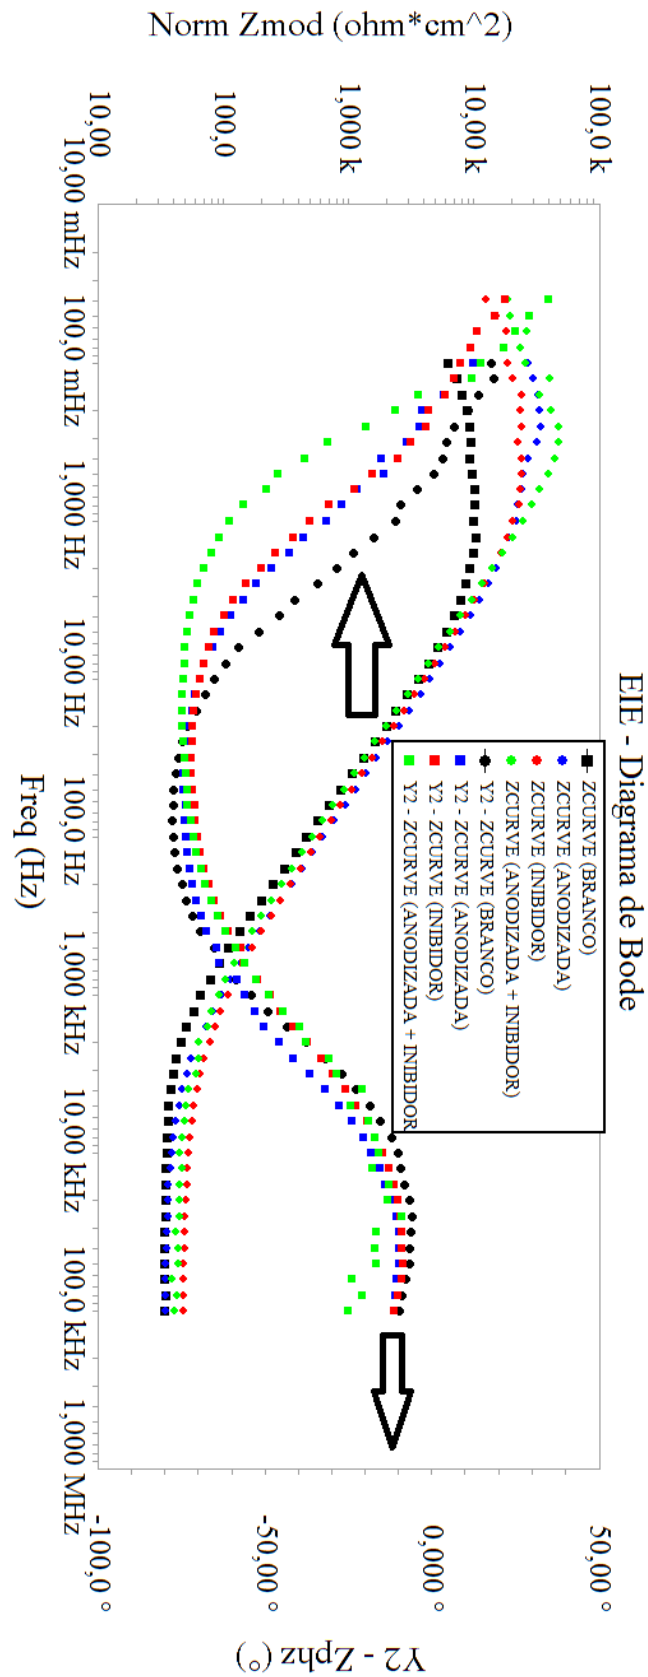 EIE - Diagrama de Bode
Norm Zmod (ohm*cm^2)
100,0 k
10,00 k
1,000 k
100,0
10,00
ZCURVE (BRANCO)
ZCURVE (ANODIZADA)
ZCURVE (INIBIDOR)
ZCURVE (ANODIZADA + INIBIDOR)
Y2 - ZCURVE (BRANCO)
Y2 - ZCURVE (ANODIZADA)
Y2 - ZCURVE (INIBIDOR)
Y2 - ZCURVE (ANODIZADA + INIBIDOR
50,00 °
0,000 °
-50,00 °
-100,0 °
Y2 - Zphz (°)
10,00 mHz
100,0 mHz
1,000 Hz
10,00 Hz
100,0 Hz
1,000 kHz
10,00 kHz
100,0 kHz
1,000 MHz
Freq (Hz)